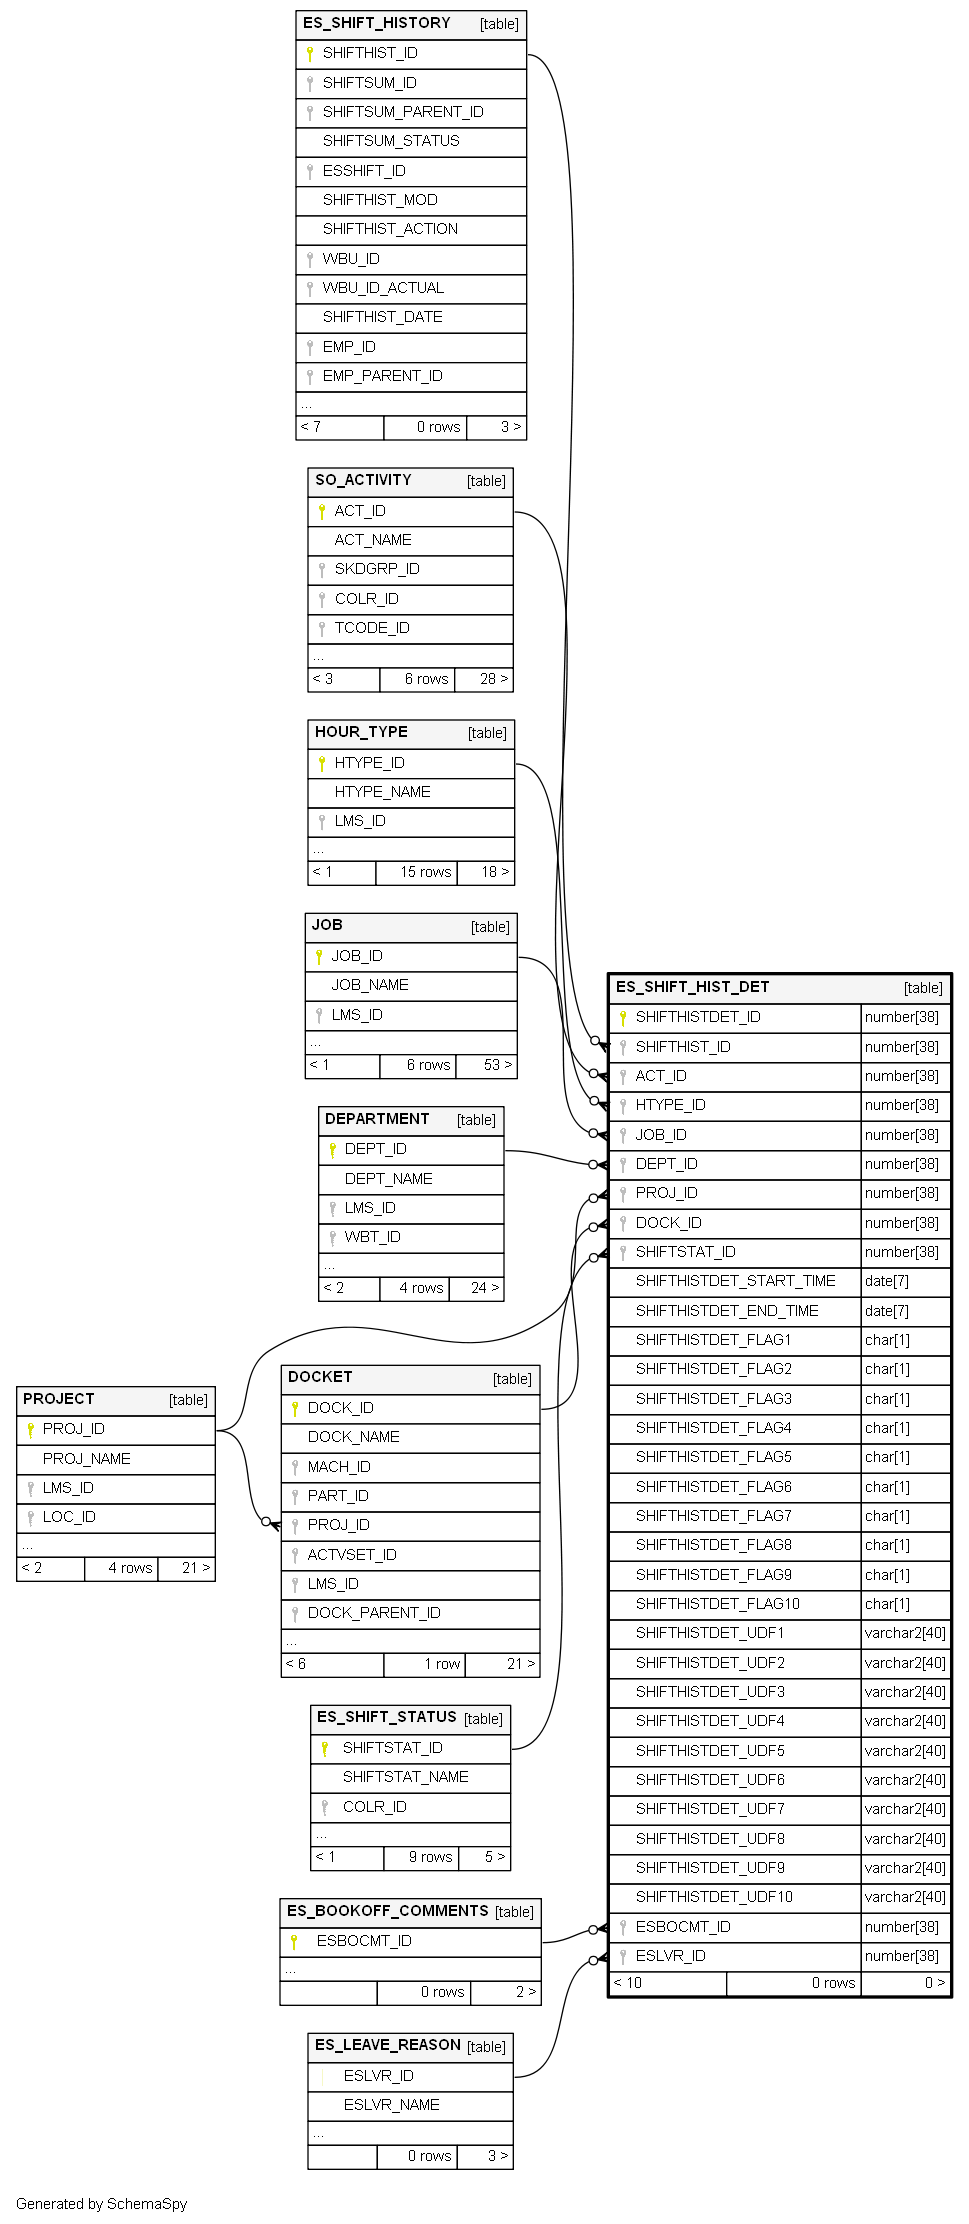 ES_SHIFT_HISTORY [table]
SHIFTHIST_ID
SHIFTSUM_ID
SHIFTSUM_PARENT_ID
SHIFTSUM_STATUS
ESSHIFT_ID
SHIFTHIST_MOD
SHIFTHIST_ACTION
WBU_ID
WBU_ID_ACTUAL
SHIFTHIST_DATE
EMP_ID
EMP_PARENT_ID
...
< 7 0 rows 3 >
SO_ACTIVITY [table]
ACT_ID
ACT_NAME
SKDGRP_ID
COLR_ID
TCODE_ID
...
< 3 6 rows 28 >
HOUR_TYPE [table]
HTYPE_ID
HTYPE_NAME
LMS_ID
...
< 1 15 rows 18 >
JOB [table]
JOB_ID
JOB_NAME
LMS_ID
...
< 1 6 rows 53 >
DEPARTMENT [table]
DEPT_ID
DEPT_NAME
LMS_ID
WBT_ID
...
< 2 4 rows 24 >
PROJECT [table]
PROJ_ID
PROJ_NAME
LMS_ID
LOC_ID
...
< 2 4 rows 21 >
DOCKET [table]
DOCK_ID
DOCK_NAME
MACH_ID
PART_ID
PROJ_ID
ACTVSET_ID
LMS_ID
DOCK_PARENT_ID
...
< 6 1 row 21 >
ES_SHIFT_STATUS [table]
SHIFTSTAT_ID
SHIFTSTAT_NAME
COLR_ID
...
< 1 9 rows 5 >
ES_BOOKOFF_COMMENTS [table]
ESBOCMT_ID
...
0 rows 2 >
ES_LEAVE_REASON [table]
ESLVR_ID
ESLVR_NAME
...
0 rows 3 >
ES_SHIFT_HIST_DET [table]
SHIFTHISTDET_ID number[38]
SHIFTHIST_ID number[38]
ACT_ID number[38]
HTYPE_ID number[38]
JOB_ID number[38]
DEPT_ID number[38]
PROJ_ID number[38]
DOCK_ID number[38]
SHIFTSTAT_ID number[38]
SHIFTHISTDET_START_TIME date[7]
SHIFTHISTDET_END_TIME date[7]
SHIFTHISTDET_FLAG1 char[1]
SHIFTHISTDET_FLAG2 char[1]
SHIFTHISTDET_FLAG3 char[1]
SHIFTHISTDET_FLAG4 char[1]
SHIFTHISTDET_FLAG5 char[1]
SHIFTHISTDET_FLAG6 char[1]
SHIFTHISTDET_FLAG7 char[1]
SHIFTHISTDET_FLAG8 char[1]
SHIFTHISTDET_FLAG9 char[1]
SHIFTHISTDET_FLAG10 char[1]
SHIFTHISTDET_UDF1 varchar2[40]
SHIFTHISTDET_UDF2 varchar2[40]
SHIFTHISTDET_UDF3 varchar2[40]
SHIFTHISTDET_UDF4 varchar2[40]
SHIFTHISTDET_UDF5 varchar2[40]
SHIFTHISTDET_UDF6 varchar2[40]
SHIFTHISTDET_UDF7 varchar2[40]
SHIFTHISTDET_UDF8 varchar2[40]
SHIFTHISTDET_UDF9 varchar2[40]
SHIFTHISTDET_UDF10 varchar2[40]
ESBOCMT_ID number[38]
ESLVR_ID number[38]
< 10 0 rows 0 >
Generated by SchemaSpy